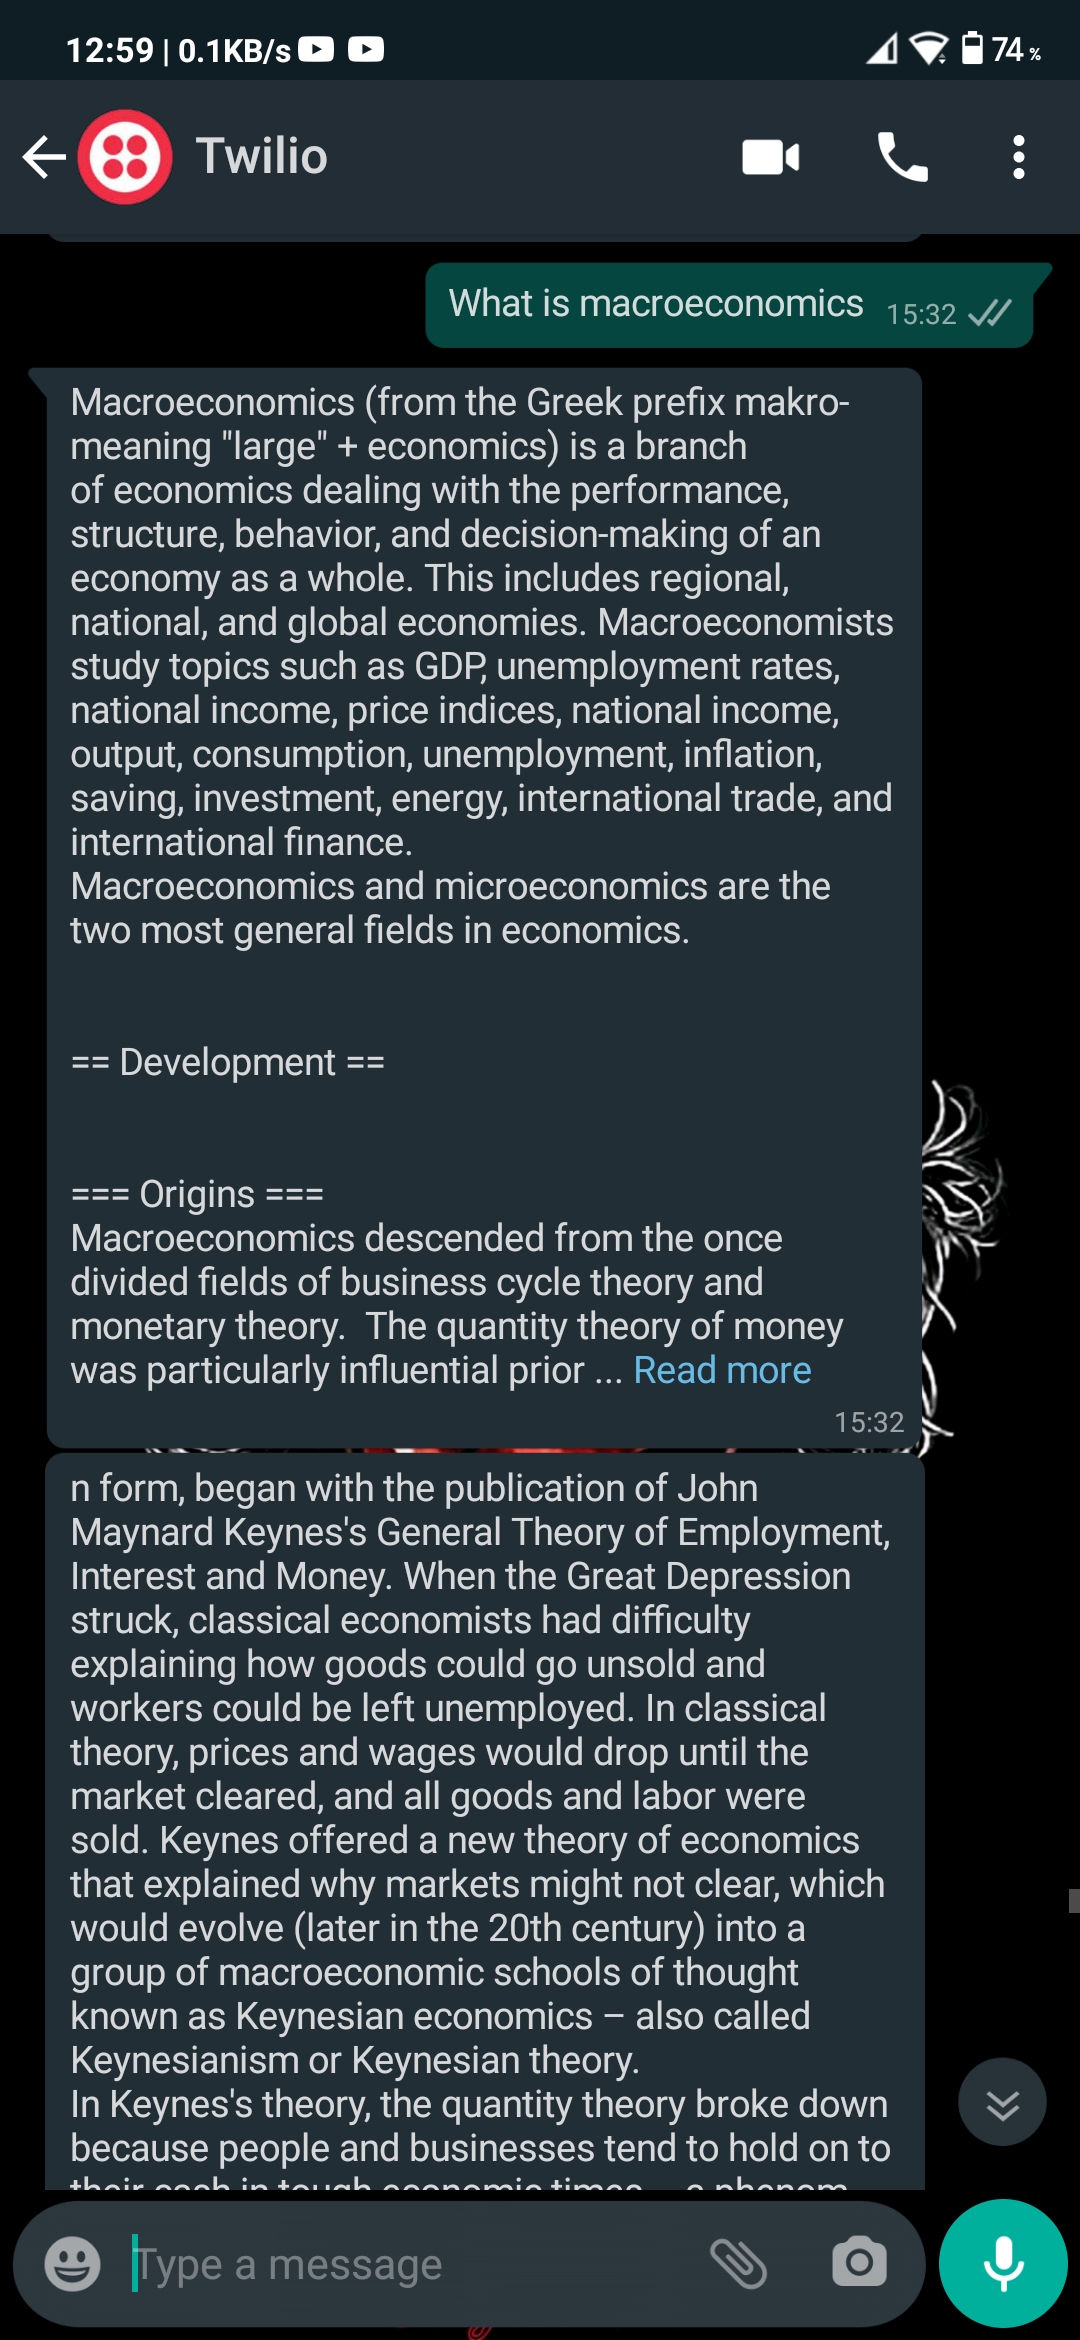 12:59 | 0.1KB/s
74%
Twilio
What is macroeconomics 15:32
Macroeconomics (from the Greek prefix makro-
meaning "large" + economics) is a branch
of economics dealing with the performance,
structure, behavior, and decision-making of an
economy as a whole. This includes regional,
national, and global economies. Macroeconomists
study topics such as GDP, unemployment rates,
national income, price indices, national income,
output, consumption, unemployment, inflation,
saving, investment, energy, international trade, and
international finance.
Macroeconomics and microeconomics are the
two most general fields in economics.
== Development ==
=== Origins ===
Macroeconomics descended from the once
divided fields of business cycle theory and
monetary theory.  The quantity theory of money
was particularly influential prior ... Read more
15:32
n form, began with the publication of John
Maynard Keynes's General Theory of Employment,
Interest and Money. When the Great Depression
struck, classical economists had difficulty
explaining how goods could go unsold and
workers could be left unemployed. In classical
theory, prices and wages would drop until the
market cleared, and all goods and labor were
sold. Keynes offered a new theory of economics
that explained why markets might not clear, which
would evolve (later in the 20th century) into a
group of macroeconomic schools of thought
known as Keynesian economics – also called
Keynesianism or Keynesian theory.
In Keynes's theory, the quantity theory broke down
because people and businesses tend to hold on to
their cash in tough economic times – a phenom
Type a message